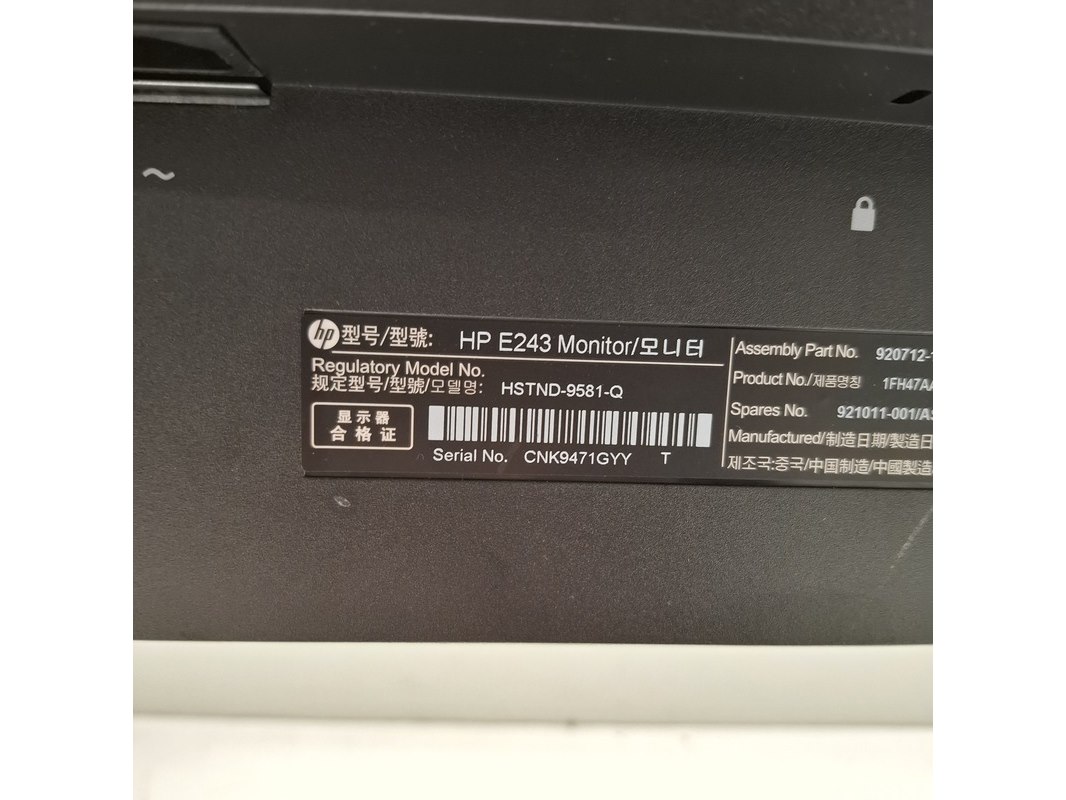 hp 型号/型號: HP E243 Monitor/모니터
Regulatory Model No.
规定型号/型號/모델명: HSTND-9581-Q
显示器
合格证
Serial No. CNK9471GYY T
Assembly Part No. 920712-
Product No./제품명칭 1FH47AA
Spares No. 921011-001/AS
Manufactured/制造日期/製造日
제조국:중국/中国制造/中國製造